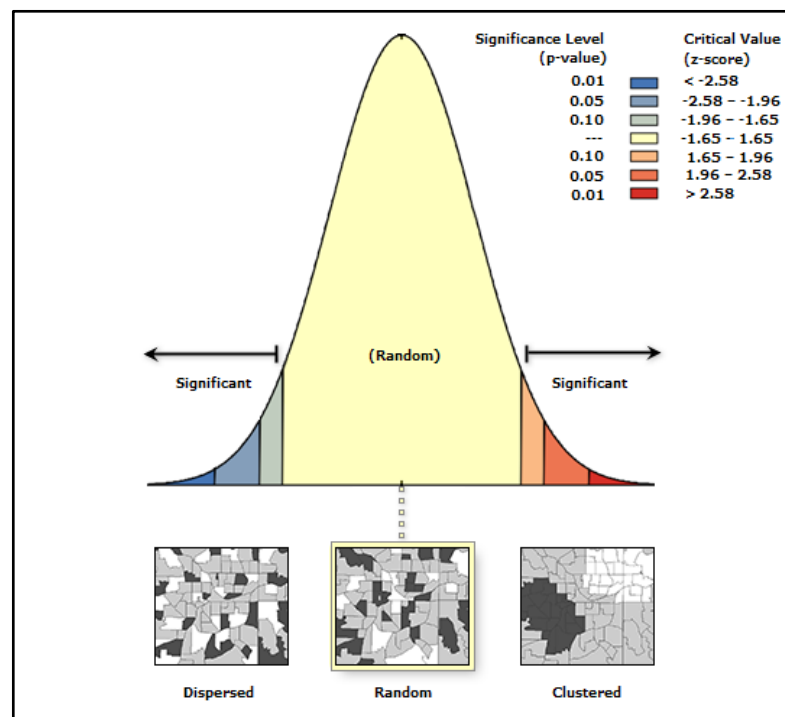 Significance Level Critical Value
(p-value) (z-score)
0.01 < -2.58
0.05 -2.58 – -1.96
0.10 -1.96 – -1.65
--- -1.65 – 1.65
0.10 1.65 – 1.96
0.05 1.96 – 2.58
0.01 > 2.58
(Random)
Significant Significant
Dispersed Random Clustered